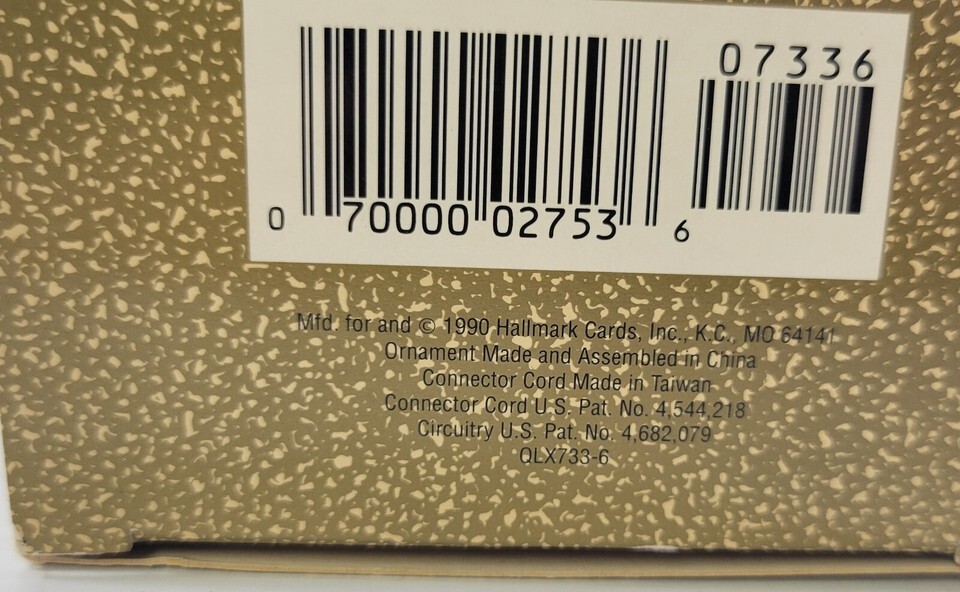 07336
0 70000 02753 6
Mfd. for and © 1990 Hallmark Cards, Inc., K.C., MO 64141
Ornament Made and Assembled in China
Connector Cord Made in Taiwan
Connector Cord U.S. Pat. No. 4,544,218
Circuitry U.S. Pat. No. 4,682,079
QLX733-6